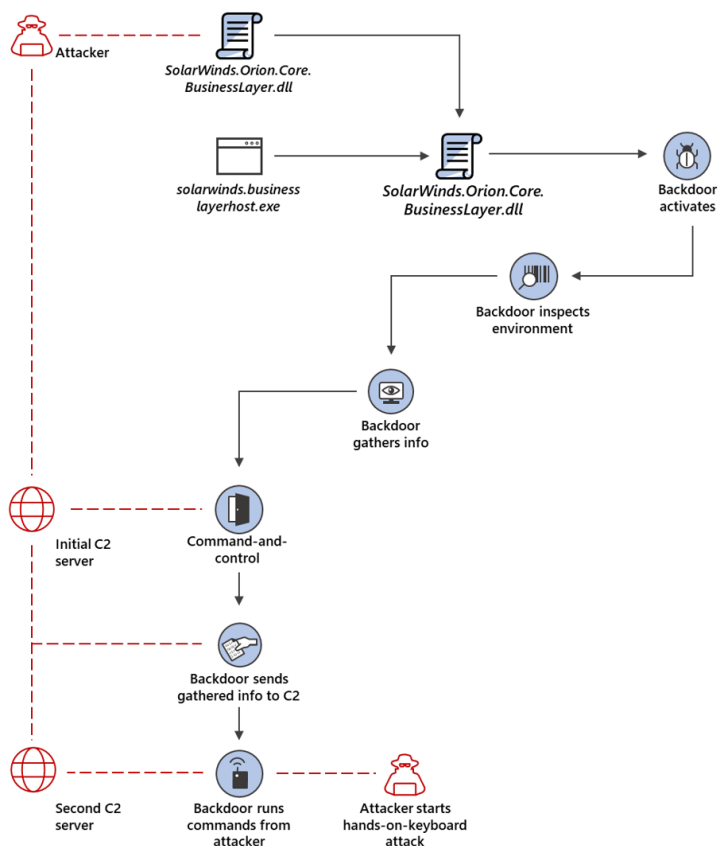 Attacker
SolarWinds.Orion.Core.
BusinessLayer.dll
solarwinds.business
layerhost.exe
SolarWinds.Orion.Core.
BusinessLayer.dll
Backdoor
activates
Backdoor inspects
environment
Backdoor
gathers info
Initial C2
server
Command-and-
control
Backdoor sends
gathered info to C2
Second C2
server
Backdoor runs
commands from
attacker
Attacker starts
hands-on-keyboard
attack